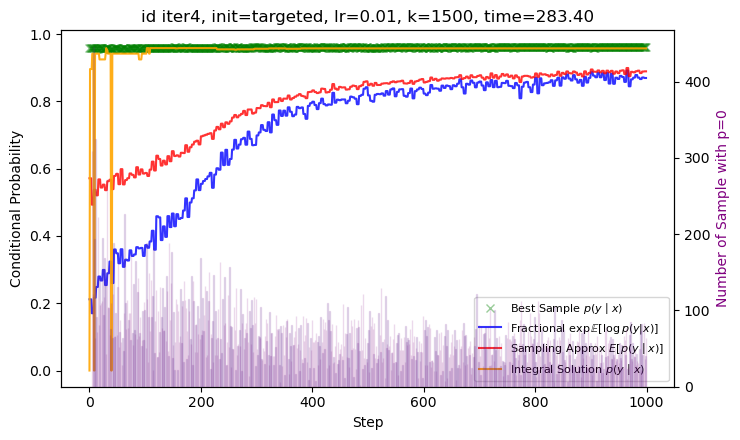 id iter4, init=targeted, lr=0.01, k=1500, time=283.40
Conditional Probability
1.0
0.8
0.6
0.4
0.2
0.0
0
200
400
600
800
1000
Step
400
300
200
100
0
Number of Sample with p=0
Best Sample p(y | x)
Fractional exp 𝔼[log p(y|x)]
Sampling Approx E[p(y | x)]
Integral Solution p(y | x)